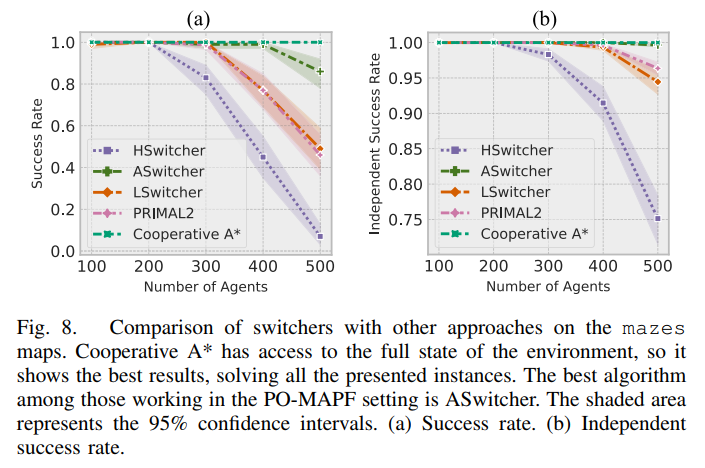 (a)
(b)
1.0
0.8
0.6
0.4
0.2
0.0
Success Rate
HSwitcher
ASwitcher
LSwitcher
PRIMAL2
Cooperative A*
100 200 300 400 500
Number of Agents
1.00
0.95
0.90
0.85
0.80
0.75
Independent Success Rate
HSwitcher
ASwitcher
LSwitcher
PRIMAL2
Cooperative A*
100 200 300 400 500
Number of Agents
Fig. 8. Comparison of switchers with other approaches on the mazes
maps. Cooperative A* has access to the full state of the environment, so it
shows the best results, solving all the presented instances. The best algorithm
among those working in the PO-MAPF setting is ASwitcher. The shaded area
represents the 95% confidence intervals. (a) Success rate. (b) Independent
success rate.